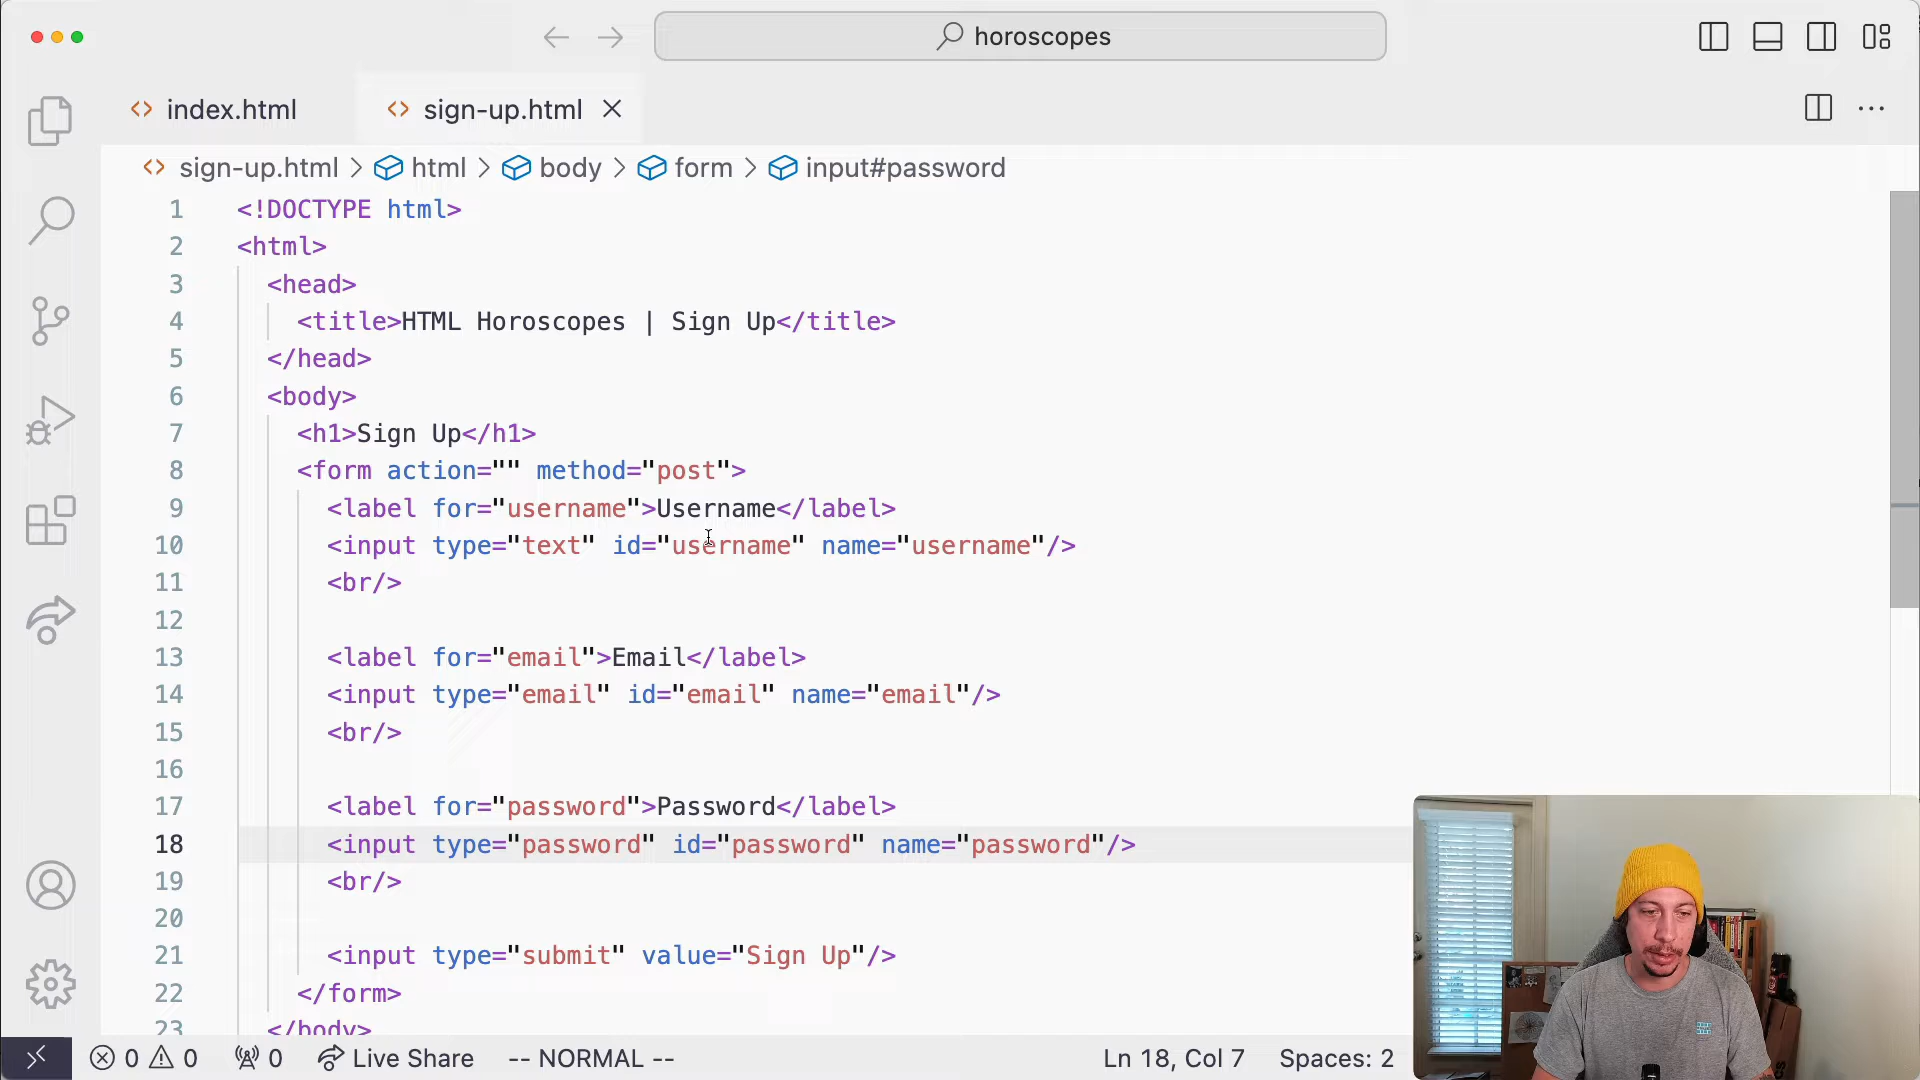 horoscopes
index.html
sign-up.html
sign-up.html > html > body > form > input#password
1 <!DOCTYPE html>
2 <html>
3 <head>
4 <title>HTML Horoscopes | Sign Up</title>
5 </head>
6 <body>
7 <h1>Sign Up</h1>
8 <form action="" method="post">
9 <label for="username">Username</label>
10 <input type="text" id="username" name="username"/>
11 <br/>
12
13 <label for="email">Email</label>
14 <input type="email" id="email" name="email"/>
15 <br/>
16
17 <label for="password">Password</label>
18 <input type="password" id="password" name="password"/>
19 <br/>
20
21 <input type="submit" value="Sign Up"/>
22 </form>
23 </body>
0 0 0 Live Share -- NORMAL -- Ln 18, Col 7 Spaces: 2